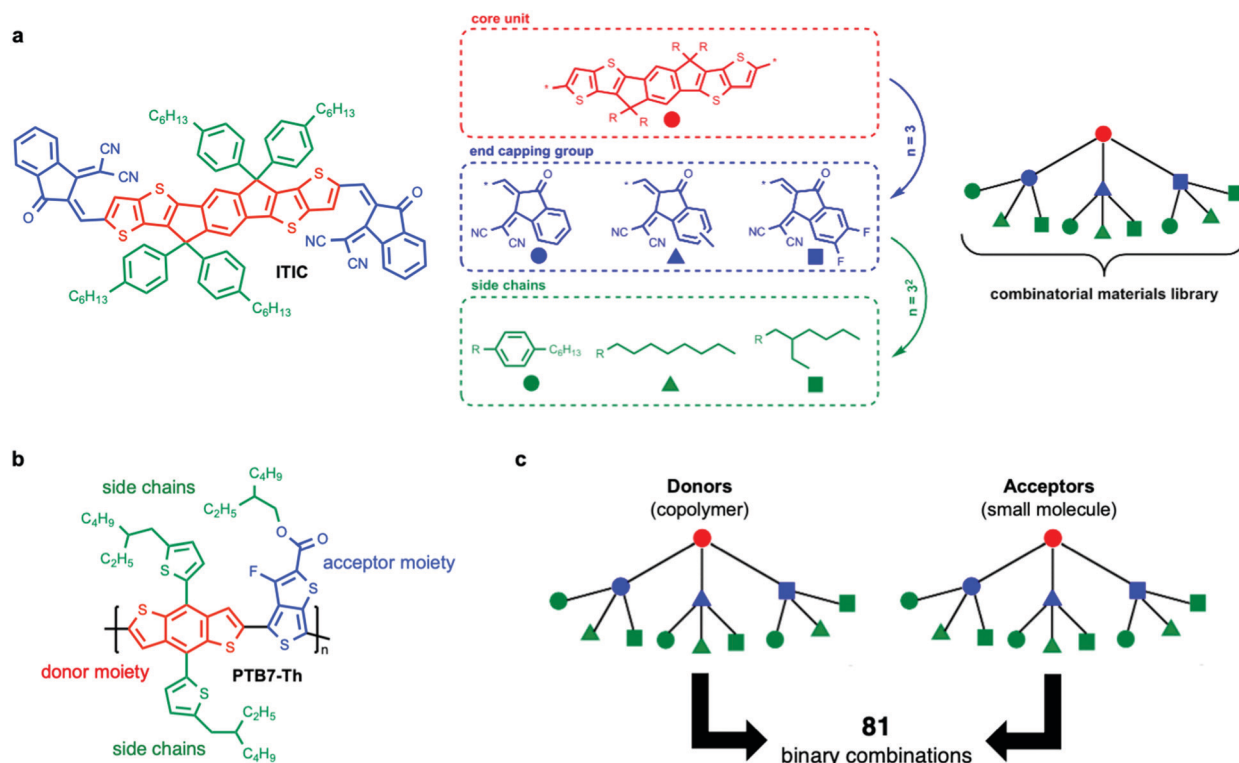 a
core unit
R R
S
S
*
*
S
S
R R
n = 3
end capping group
*
O
NC
CN
*
O
NC
CN
*
O
NC
CN
F
F
n = 3²
side chains
R
C₆H₁₃
R
R
C₆H₁₃
C₆H₁₃
CN
CN
O
S
S
S
S
O
NC
CN
ITIC
C₆H₁₃
C₆H₁₃
combinatorial materials library
b
side chains
C₄H₉
C₂H₅
C₄H₉
C₂H₅
S
O
O
F
acceptor moiety
S
S
S
S
n
donor moiety
PTB7-Th
S
C₂H₅
C₄H₉
side chains
c
Donors
(copolymer)
Acceptors
(small molecule)
81
binary combinations